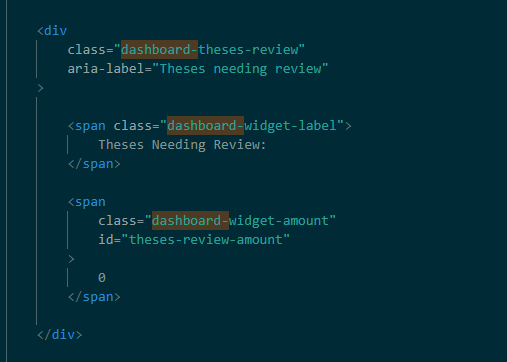 <div
class="dashboard-theses-review"
aria-label="Theses needing review"
>
<span class="dashboard-widget-label">
Theses Needing Review:
</span>
<span
class="dashboard-widget-amount"
id="theses-review-amount"
>
0
</span>
</div>